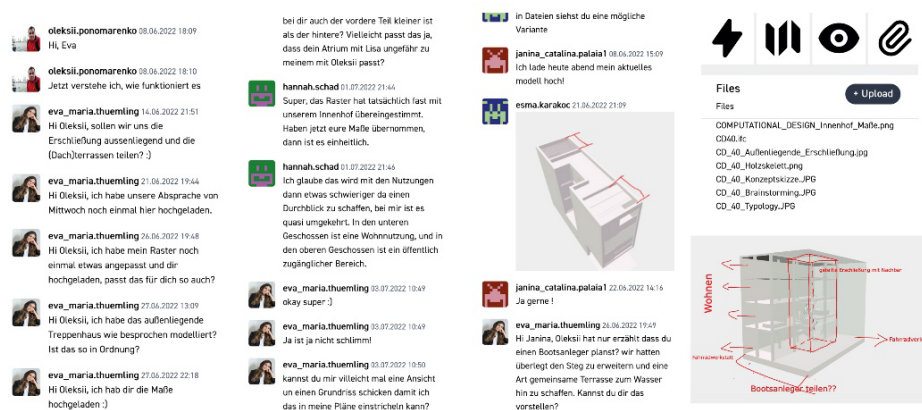 oleksii.ponomarenko 08.06.2022 18:09
Hi, Eva
oleksii.ponomarenko 08.06.2022 18:10
Jetzt verstehe ich, wie funktioniert es
eva_maria.thuemling 14.06.2022 21:51
Hi Oleksii, sollen wir uns die
Erschließung aussenliegend und die
(Dach)terrassen teilen? :)
eva_maria.thuemling 21.06.2022 19:44
Hi Oleksii, ich habe unsere Absprache von
Mittwoch noch einmal hier hochgeladen.
eva_maria.thuemling 26.06.2022 19:48
Hi Oleksii, ich habe mein Raster noch
einmal etwas angepasst und dir
hochgeladen, passt das für dich so auch?
eva_maria.thuemling 27.06.2022 13:09
Hi Oleksii, ich habe das außenliegende
Treppenhaus wie besprochen modelliert?
Ist das so in Ordnung?
eva_maria.thuemling 27.06.2022 22:18
Hi Oleksii, ich hab dir die Maße
hochgeladen :)
bei dir auch der vordere Teil kleiner ist
als der hintere? Vielleicht passt das ja,
dass dein Atrium mit Lisa ungefähr zu
meinem mit Oleksii passt?
hannah.schad 01.07.2022 21:44
Super, das Raster hat tatsächlich fast mit
unserem Innenhof übereingestimmt.
Haben jetzt eure Maße übernommen,
dann ist es einheitlich.
hannah.schad 01.07.2022 21:46
Ich glaube das wird mit den Nutzungen
dann etwas schwieriger da einen
Durchblick zu schaffen, bei mir ist es
quasi umgekehrt. In den unteren
Geschossen ist eine Wohnnutzung, und in
den oberen Geschossen ist ein öffentlich
zugänglicher Bereich.
eva_maria.thuemling 03.07.2022 10:49
okay super :)
eva_maria.thuemling 03.07.2022 10:49
Ja ist ja nicht schlimm!
eva_maria.thuemling 03.07.2022 10:50
kannst du mir villeicht mal eine Ansicht
un einen Grundriss schicken damit ich
das in meine Pläne einstricheln kann?
in Dateien siehst du eine mögliche
Variante
janina_catalina.palaia1 08.06.2022 15:09
Ich lade heute abend mein aktuelles
modell hoch!
esma.karakoc 21.06.2022 21:09
janina_catalina.palaia1 22.06.2022 14:16
Ja gerne !
eva_maria.thuemling 26.06.2022 19:49
Hi Janina, Oleksii hat nur erzählt dass du
einen Bootsanleger planst? wir hatten
überlegt den Steg zu erweitern und eine
Art gemeinsame Terrasse zum Wasser
hin zu schaffen. Kannst du dir das
vorstellen?
Files
Files
+ Upload
COMPUTATIONAL_DESIGN_Innenhof_Maße.png
CD40.ifc
CD_40_Außenliegende_Erschließung.jpg
CD_40_Holzskelett.png
CD_40_Konzeptskizze.JPG
CD_40_Brainstorming.JPG
CD_40_Typology.JPG
geteilte Erschließung mit Nachbar
Wohnen
Bootsanleger teilen??